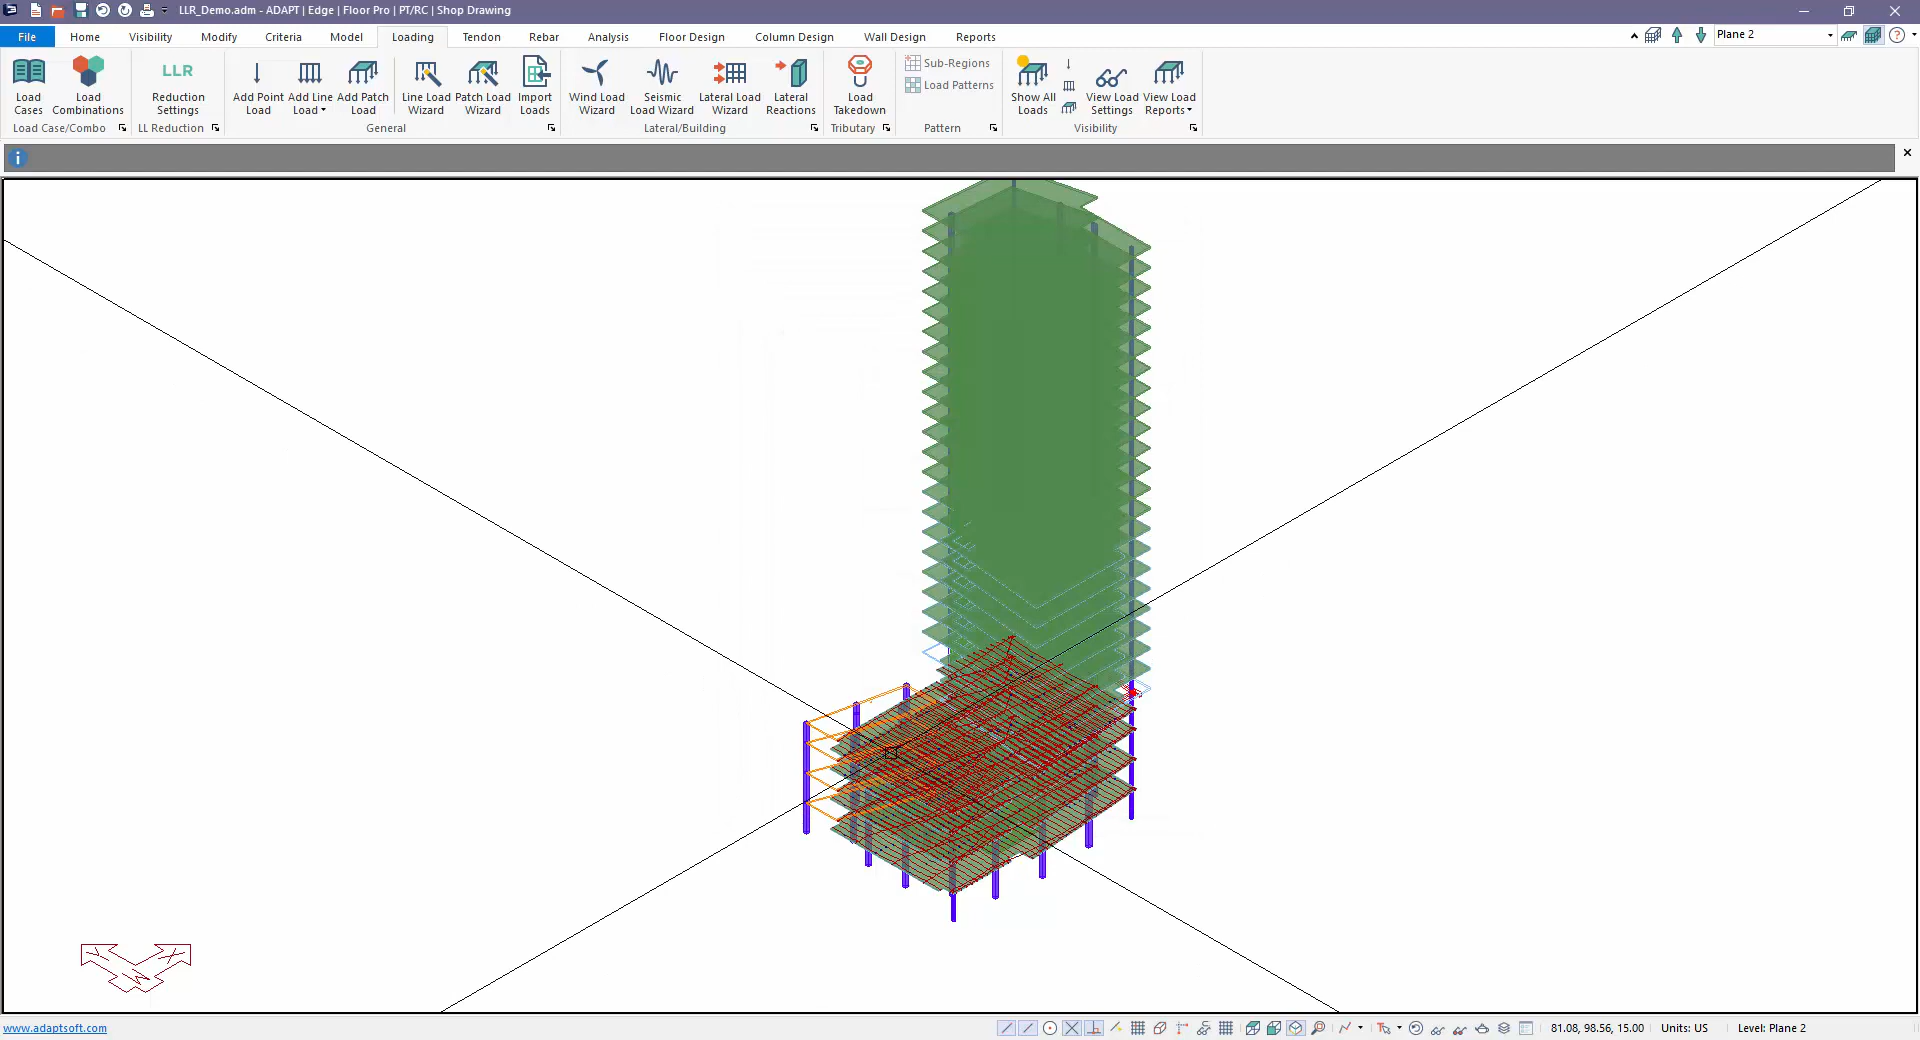 LLR_Demo.adm - ADAPT | Edge | Floor Pro | PT/RC | Shop Drawing
File Home Visibility Modify Criteria Model Loading Tendon Rebar Analysis Floor Design Column Design Wall Design Reports
Plane 2
Load Cases
Load Combinations
Load Case/Combo
LLR
Reduction Settings
LL Reduction
Add Point Load
Add Line Load
Add Patch Load
Line Load Wizard
Patch Load Wizard
Import Loads
General
Wind Load Wizard
Seismic Load Wizard
Lateral Load Wizard
Lateral Reactions
Lateral/Building
Load Takedown
Tributary
Sub-Regions
Load Patterns
Pattern
Show All Loads
View Load Settings
View Load Reports
Visibility
www.adaptsoft.com
81.08, 98.56, 15.00 Units: US Level: Plane 2